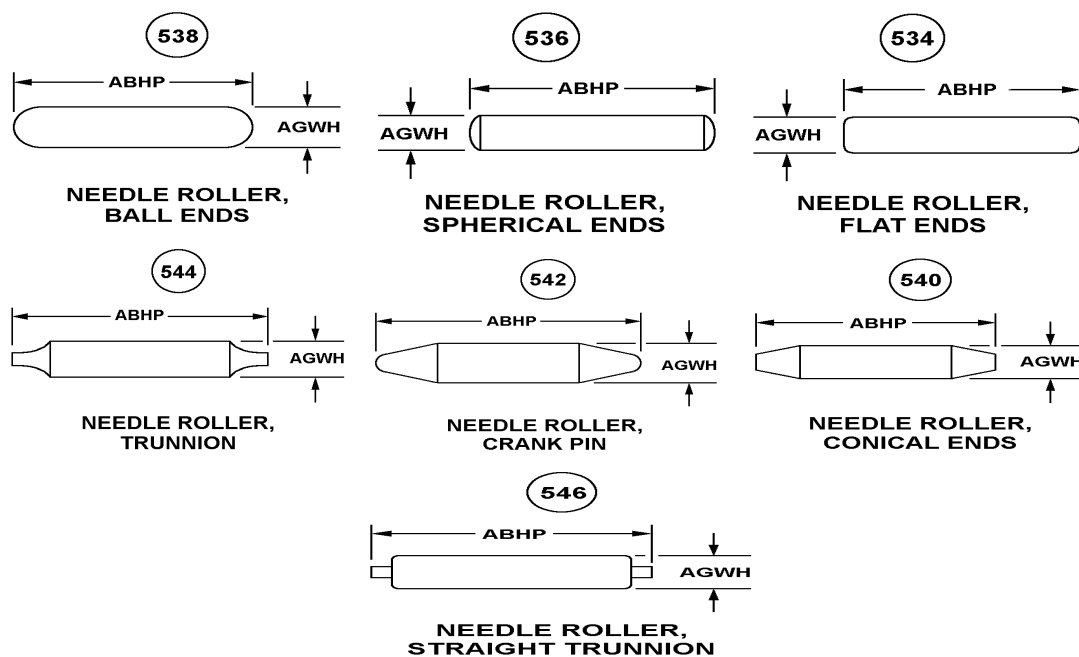 538
ABHP
AGWH
NEEDLE ROLLER,
BALL ENDS
536
ABHP
AGWH
NEEDLE ROLLER,
SPHERICAL ENDS
534
ABHP
AGWH
NEEDLE ROLLER,
FLAT ENDS
544
ABHP
AGWH
NEEDLE ROLLER,
TRUNNION
542
ABHP
AGWH
NEEDLE ROLLER,
CRANK PIN
540
ABHP
AGWH
NEEDLE ROLLER,
CONICAL ENDS
546
ABHP
AGWH
NEEDLE ROLLER,
STRAIGHT TRUNNION